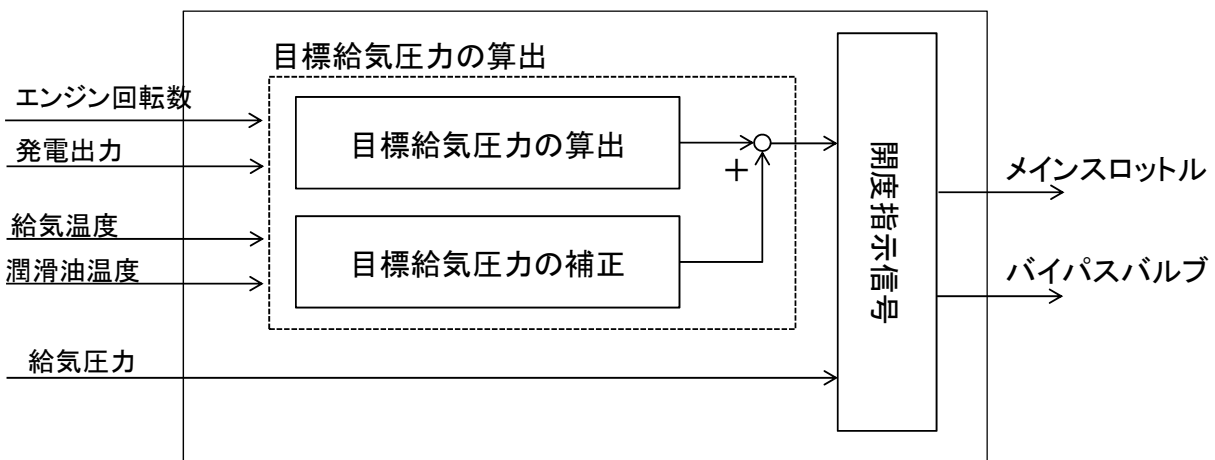 目標給気圧力の算出
エンジン回転数
発電出力
給気温度
潤滑油温度
給気圧力
目標給気圧力の算出
+
目標給気圧力の補正
開度指示信号
メインスロットル
バイパスバルブ